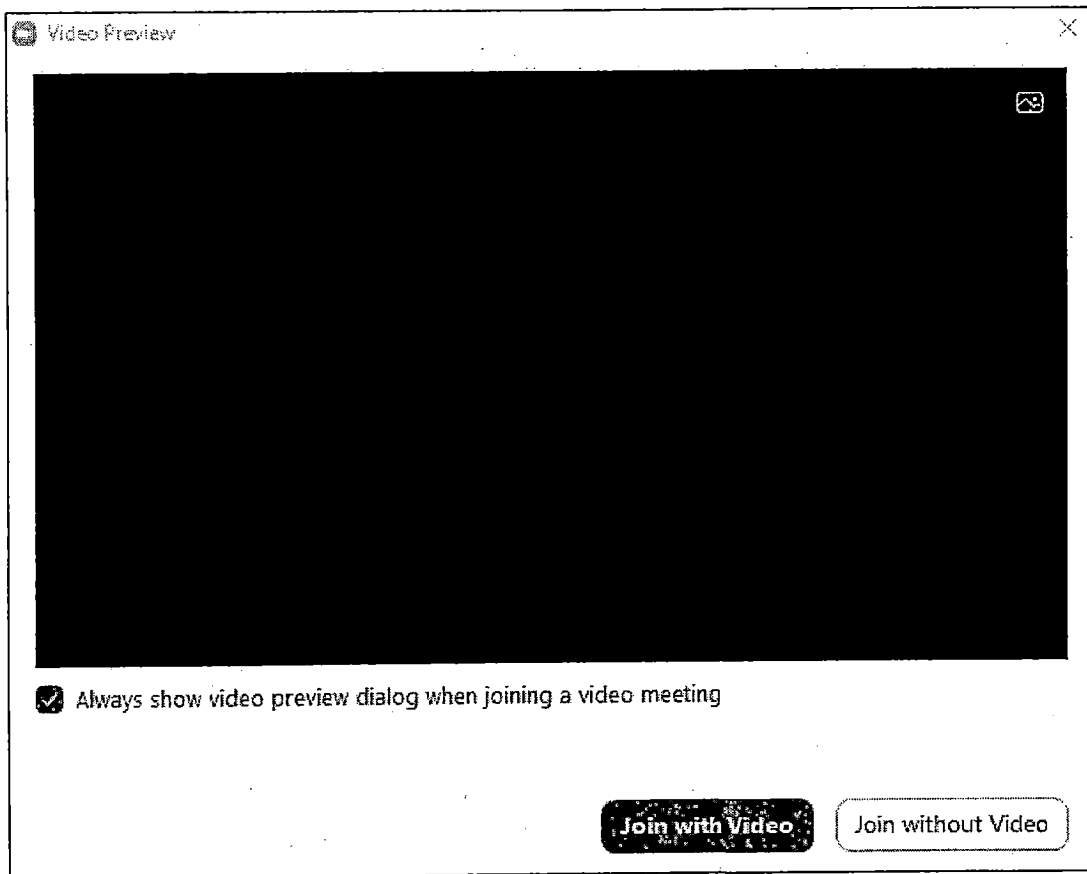 Video Preview
Always show video preview dialog when joining a video meeting
Join with Video
Join without Video